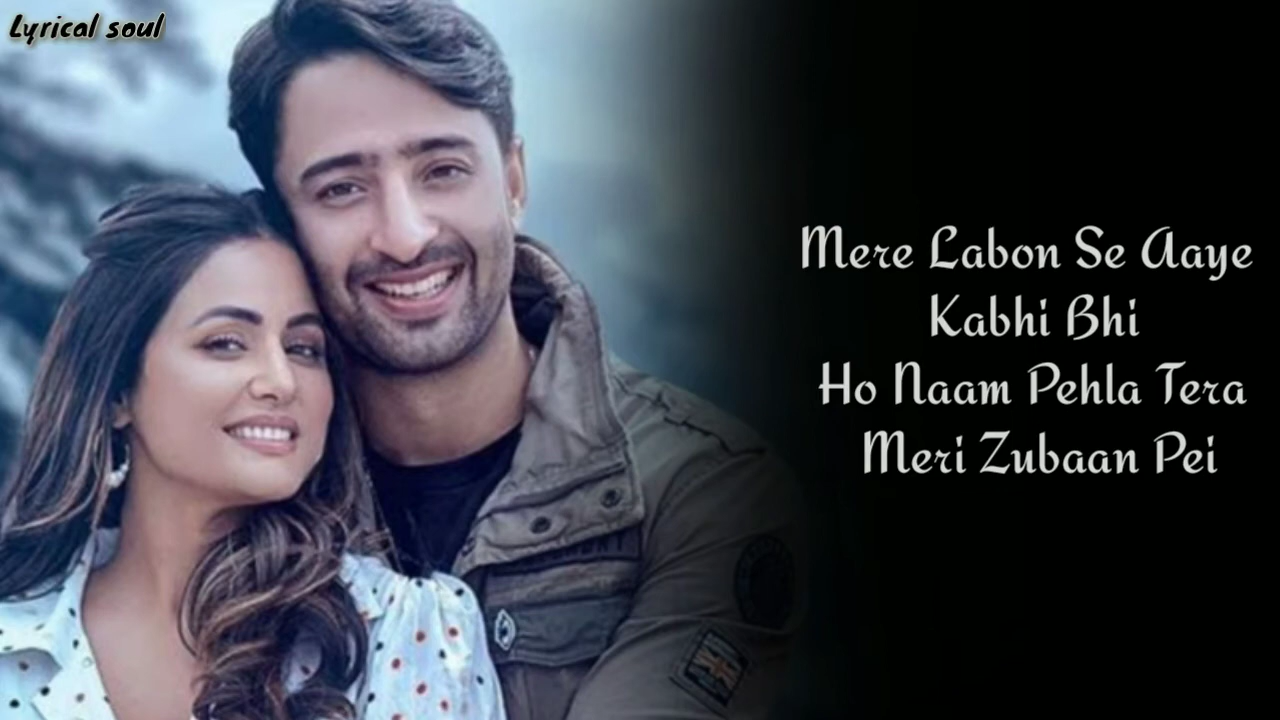 Lyrical soul
Mere Labon Se Aaye
Kabhi Bhi
Ho Naam Pehla Tera
Meri Zubaan Pei